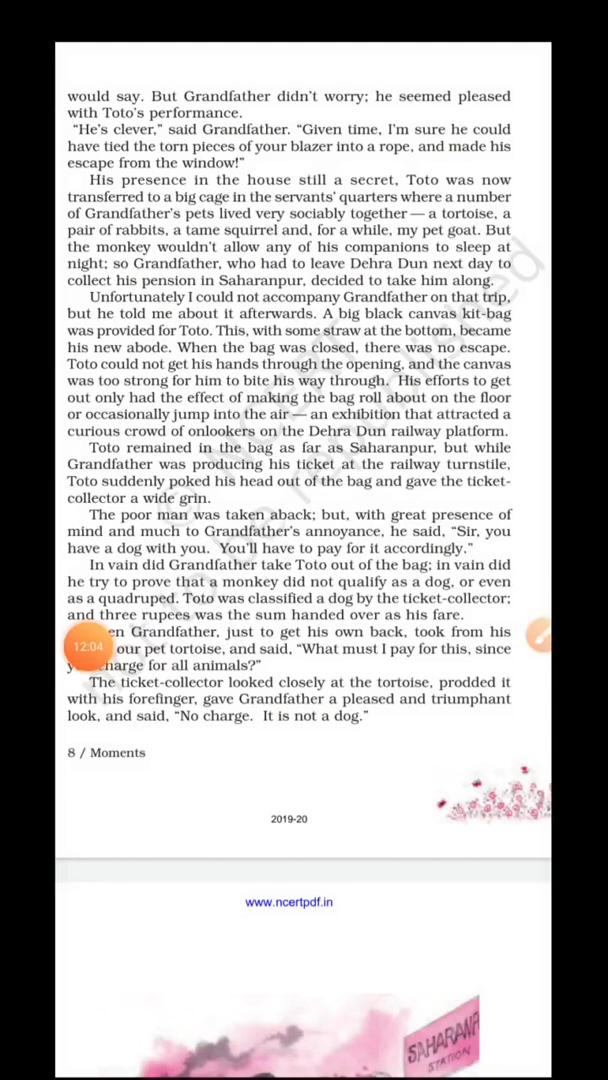 would say. But Grandfather didn't worry; he seemed pleased
with Toto's performance.
“He's clever,” said Grandfather. “Given time, I'm sure he could
have tied the torn pieces of your blazer into a rope, and made his
escape from the window!”
His presence in the house still a secret, Toto was now
transferred to a big cage in the servants' quarters where a number
of Grandfather's pets lived very sociably together — a tortoise, a
pair of rabbits, a tame squirrel and, for a while, my pet goat. But
the monkey wouldn't allow any of his companions to sleep at
night; so Grandfather, who had to leave Dehra Dun next day to
collect his pension in Saharanpur, decided to take him along.
Unfortunately I could not accompany Grandfather on that trip,
but he told me about it afterwards. A big black canvas kit-bag
was provided for Toto. This, with some straw at the bottom, became
his new abode. When the bag was closed, there was no escape.
Toto could not get his hands through the opening, and the canvas
was too strong for him to bite his way through. His efforts to get
out only had the effect of making the bag roll about on the floor
or occasionally jump into the air — an exhibition that attracted a
curious crowd of onlookers on the Dehra Dun railway platform.
Toto remained in the bag as far as Saharanpur, but while
Grandfather was producing his ticket at the railway turnstile,
Toto suddenly poked his head out of the bag and gave the ticket-
collector a wide grin.
The poor man was taken aback; but, with great presence of
mind and much to Grandfather's annoyance, he said, “Sir, you
have a dog with you. You'll have to pay for it accordingly.”
In vain did Grandfather take Toto out of the bag; in vain did
he try to prove that a monkey did not qualify as a dog, or even
as a quadruped. Toto was classified a dog by the ticket-collector;
and three rupees was the sum handed over as his fare.
en Grandfather, just to get his own back, took from his
12:04
our pet tortoise, and said, “What must I pay for this, since
y charge for all animals?”
The ticket-collector looked closely at the tortoise, prodded it
with his forefinger, gave Grandfather a pleased and triumphant
look, and said, “No charge. It is not a dog.”
8 / Moments
2019-20
www.ncertpdf.in
SAHARANP
STATION
© NCERT
not to be republished